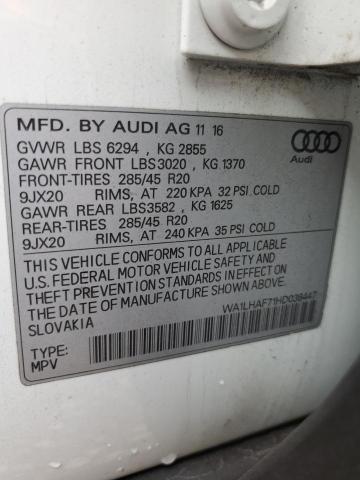 MFD. BY AUDI AG 11 16
GVWR LBS 6294 , KG 2855
GAWR FRONT LBS3020 , KG 1370
FRONT-TIRES 285/45 R20
9JX20 RIMS, AT 220 KPA 32 PSI COLD
GAWR REAR LBS3582 , KG 1625
REAR-TIRES 285/45 R20
9JX20 RIMS, AT 240 KPA 35 PSI COLD
Audi
THIS VEHICLE CONFORMS TO ALL APPLICABLE
U.S. FEDERAL MOTOR VEHICLE SAFETY AND
THEFT PREVENTION STANDARDS IN EFFECT ON
THE DATE OF MANUFACTURE SHOWN ABOVE.
SLOVAKIA WA1LHAF71HD038447
TYPE:
MPV